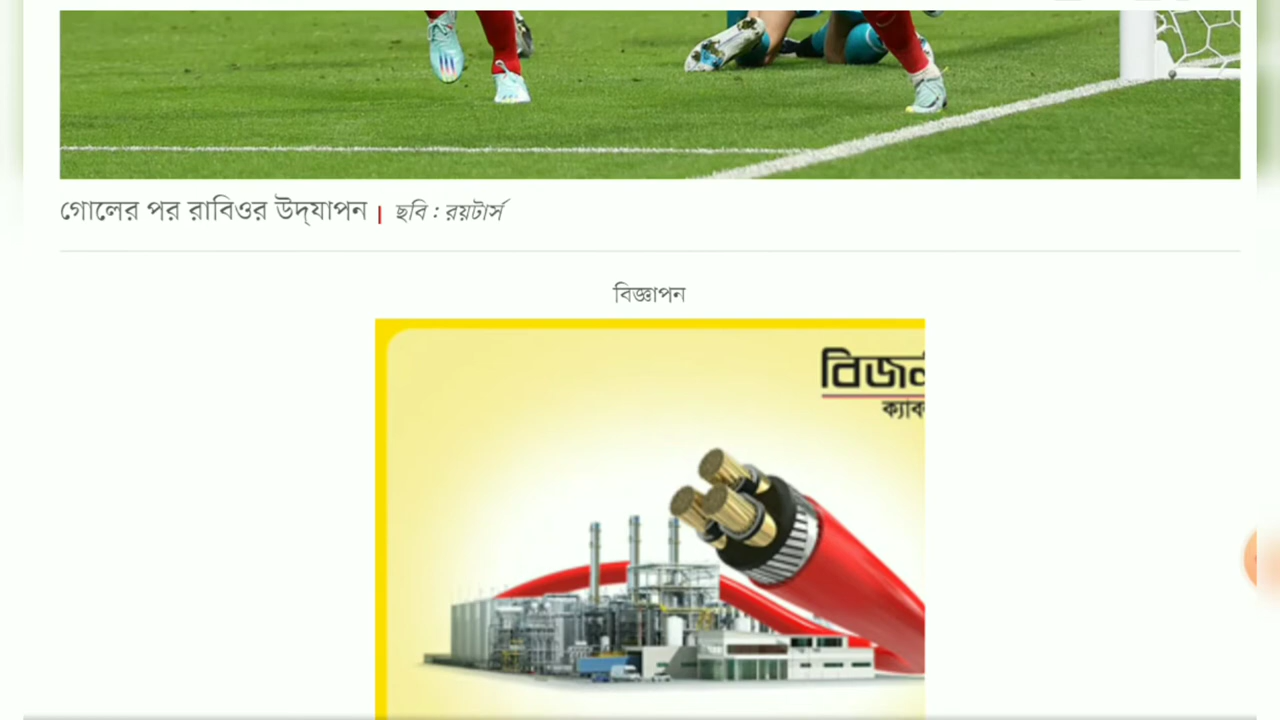 গোলের পর রাবিওর উদ্‌যাপন | ছবি : রয়টার্স
বিজ্ঞাপন